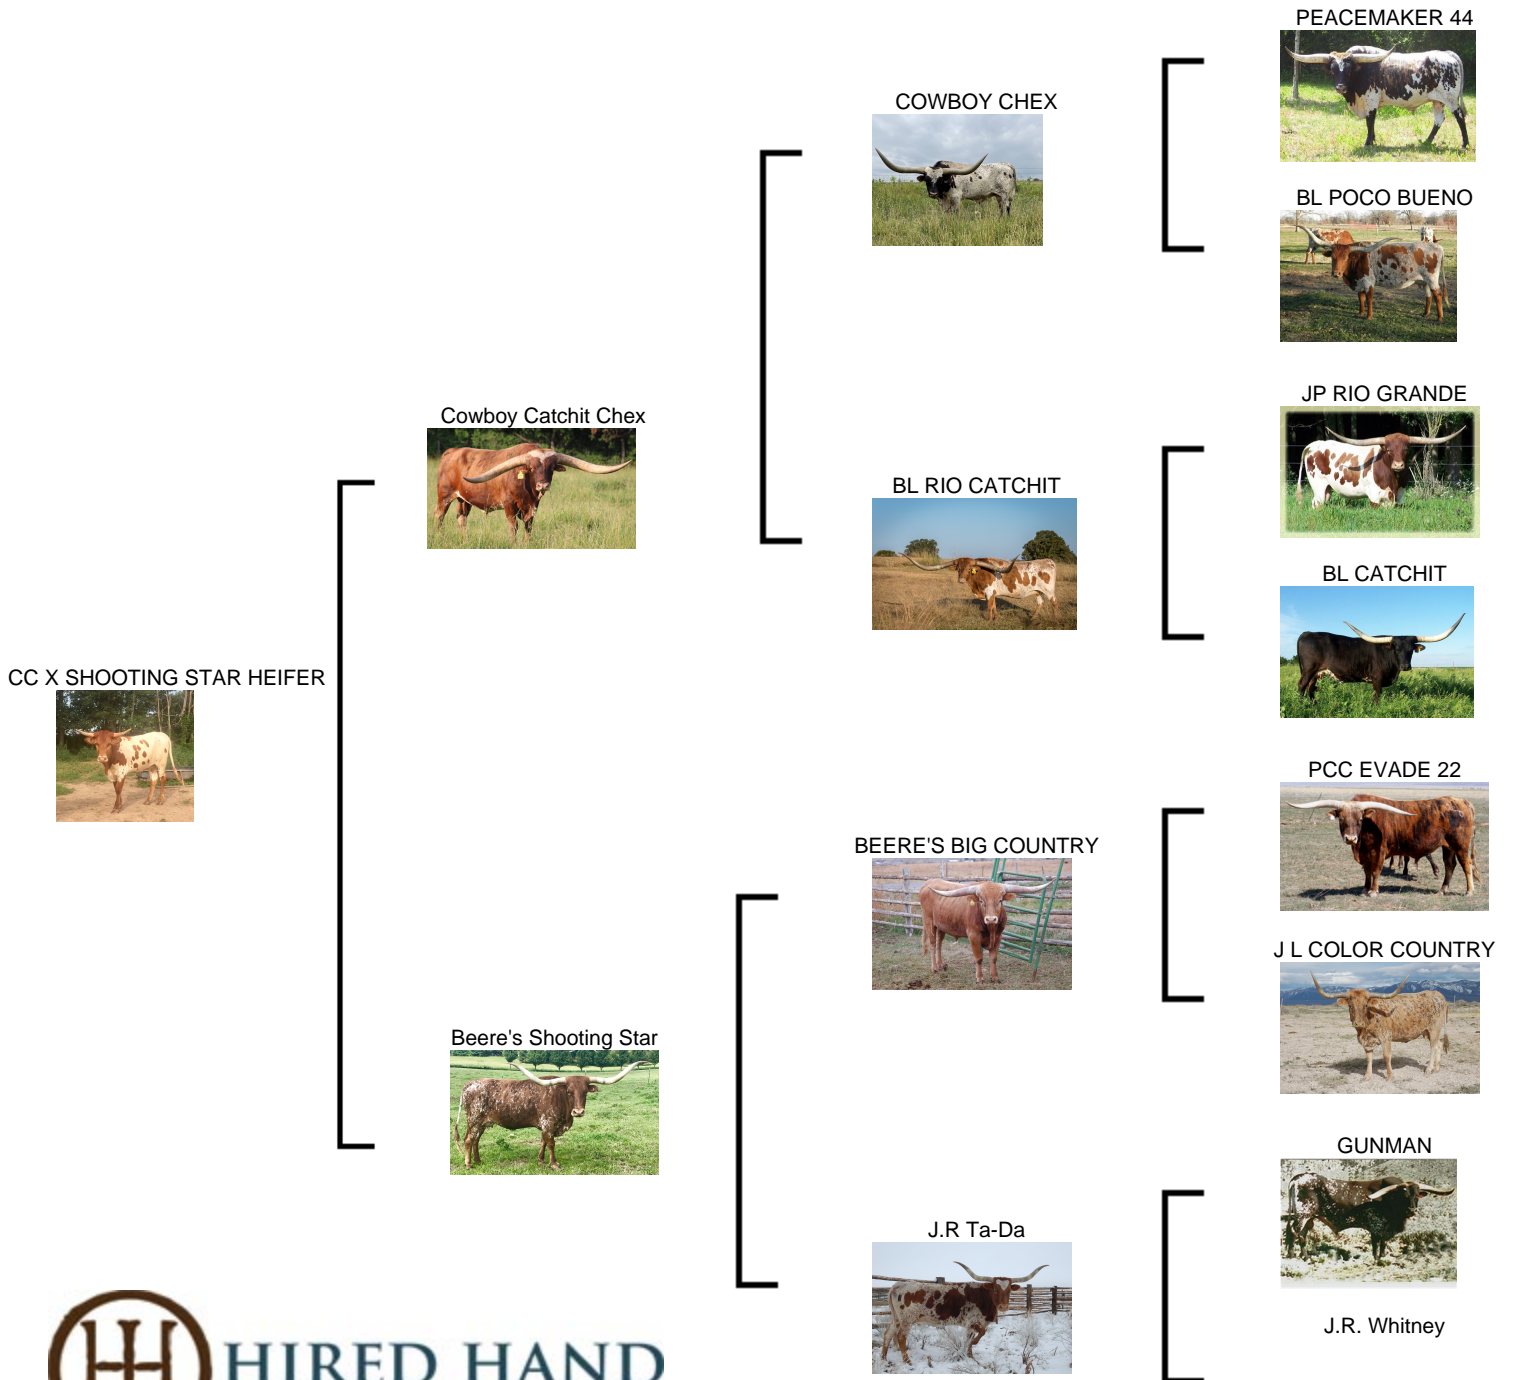 PEACEMAKER 44
COWBOY CHEX
BL POCO BUENO
JP RIO GRANDE
Cowboy Catchit Chex
BL RIO CATCHIT
BL CATCHIT
CC X SHOOTING STAR HEIFER
PCC EVADE 22
BEERE'S BIG COUNTRY
J L COLOR COUNTRY
Beere's Shooting Star
GUNMAN
J.R Ta-Da
J.R. Whitney
HIRED HAND